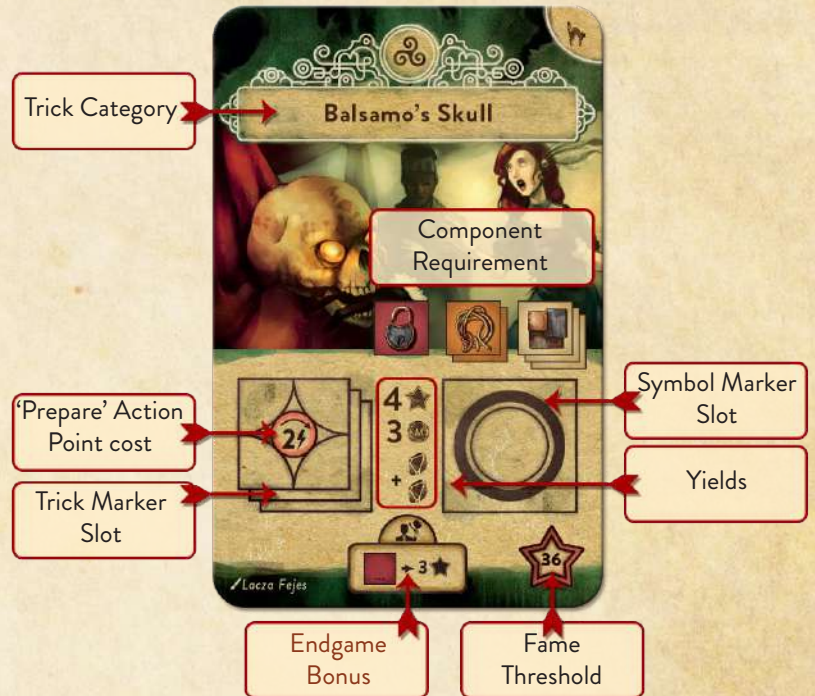 Trick Category
Balsamo's Skull
Component
Requirement
'Prepare' Action
Point cost
2
4
3
+
Symbol Marker
Slot
Yields
Trick Marker
Slot
3
36
Lacza Fejes
Endgame
Bonus
Fame
Threshold